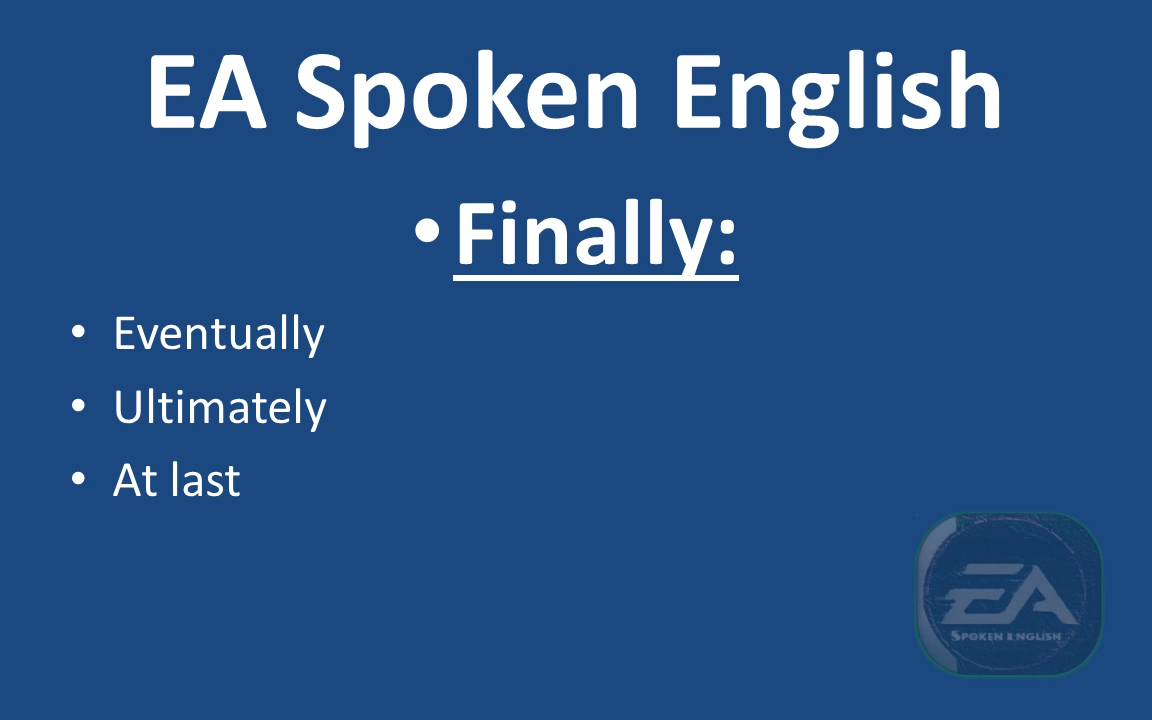 EA Spoken English
• Finally:
• Eventually
• Ultimately
• At last
EA
SPOKEN ENGLISH